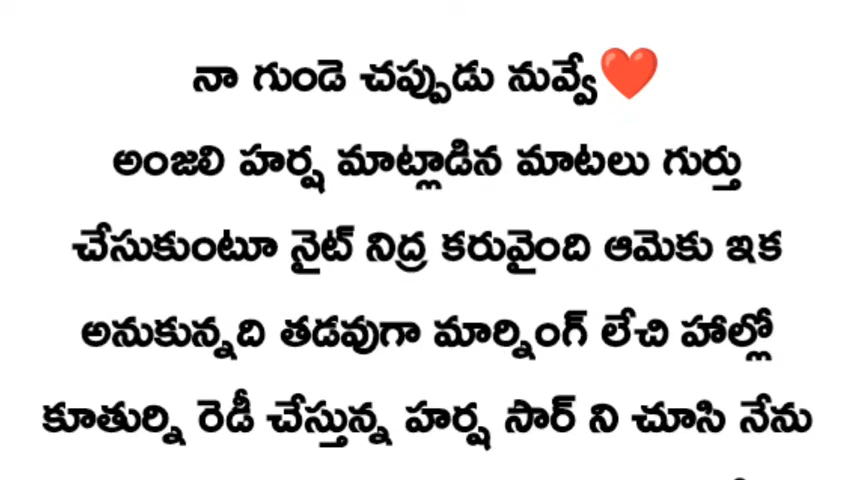 నా గుండె చప్పుడు నువ్వే❤️
అంజలి హర్ష మాట్లాడిన మాటలు గుర్తు
చేసుకుంటూ నైట్ నిద్ర కరువైంది ఆమెకు ఇక
అనుకున్నది తడవుగా మార్నింగ్ లేచి హాల్లో
కూతుర్ని రెడీ చేస్తున్న హర్ష సార్ ని చూసి నేను